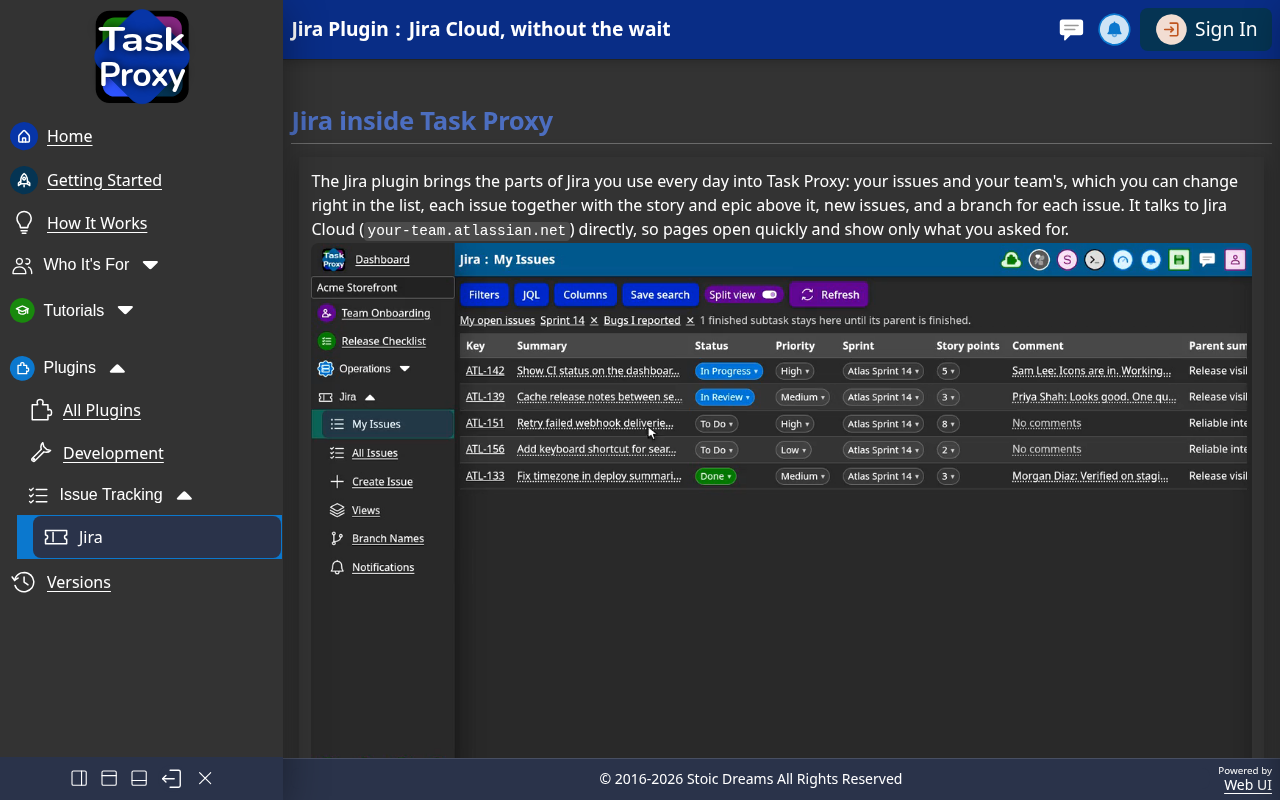 Task Proxy
Home
Getting Started
How It Works
Who It's For
Tutorials
Plugins
All Plugins
Development
Issue Tracking
Jira
Versions
Jira Plugin : Jira Cloud, without the wait
Sign In
Jira inside Task Proxy
The Jira plugin brings the parts of Jira you use every day into Task Proxy: your issues and your team's, which you can change
right in the list, each issue together with the story and epic above it, new issues, and a branch for each issue. It talks to Jira
Cloud (your-team.atlassian.net) directly, so pages open quickly and show only what you asked for.
Task Proxy
Dashboard
Acme Storefront
Team Onboarding
Release Checklist
Operations
Jira
My Issues
All Issues
Create Issue
Views
Branch Names
Notifications
Jira : My Issues
S
Filters JQL Columns Save search Split view Refresh
My open issues Sprint 14 × Bugs I reported × 1 finished subtask stays here until its parent is finished.
Key Summary Status Priority Sprint Story points Comment Parent sum
ATL-142 Show CI status on the dashboar... In Progress High Atlas Sprint 14 5 Sam Lee: Icons are in. Working... Release visil
ATL-139 Cache release notes between se... In Review Medium Atlas Sprint 14 3 Priya Shah: Looks good. One qu... Release visil
ATL-151 Retry failed webhook deliverie... To Do High Atlas Sprint 14 8 No comments Reliable inte
ATL-156 Add keyboard shortcut for sear... To Do Low Atlas Sprint 14 2 No comments Reliable inte
ATL-133 Fix timezone in deploy summari... Done Medium Atlas Sprint 14 3 Morgan Diaz: Verified on stagi... Release visil
© 2016-2026 Stoic Dreams All Rights Reserved
Powered by
Web UI